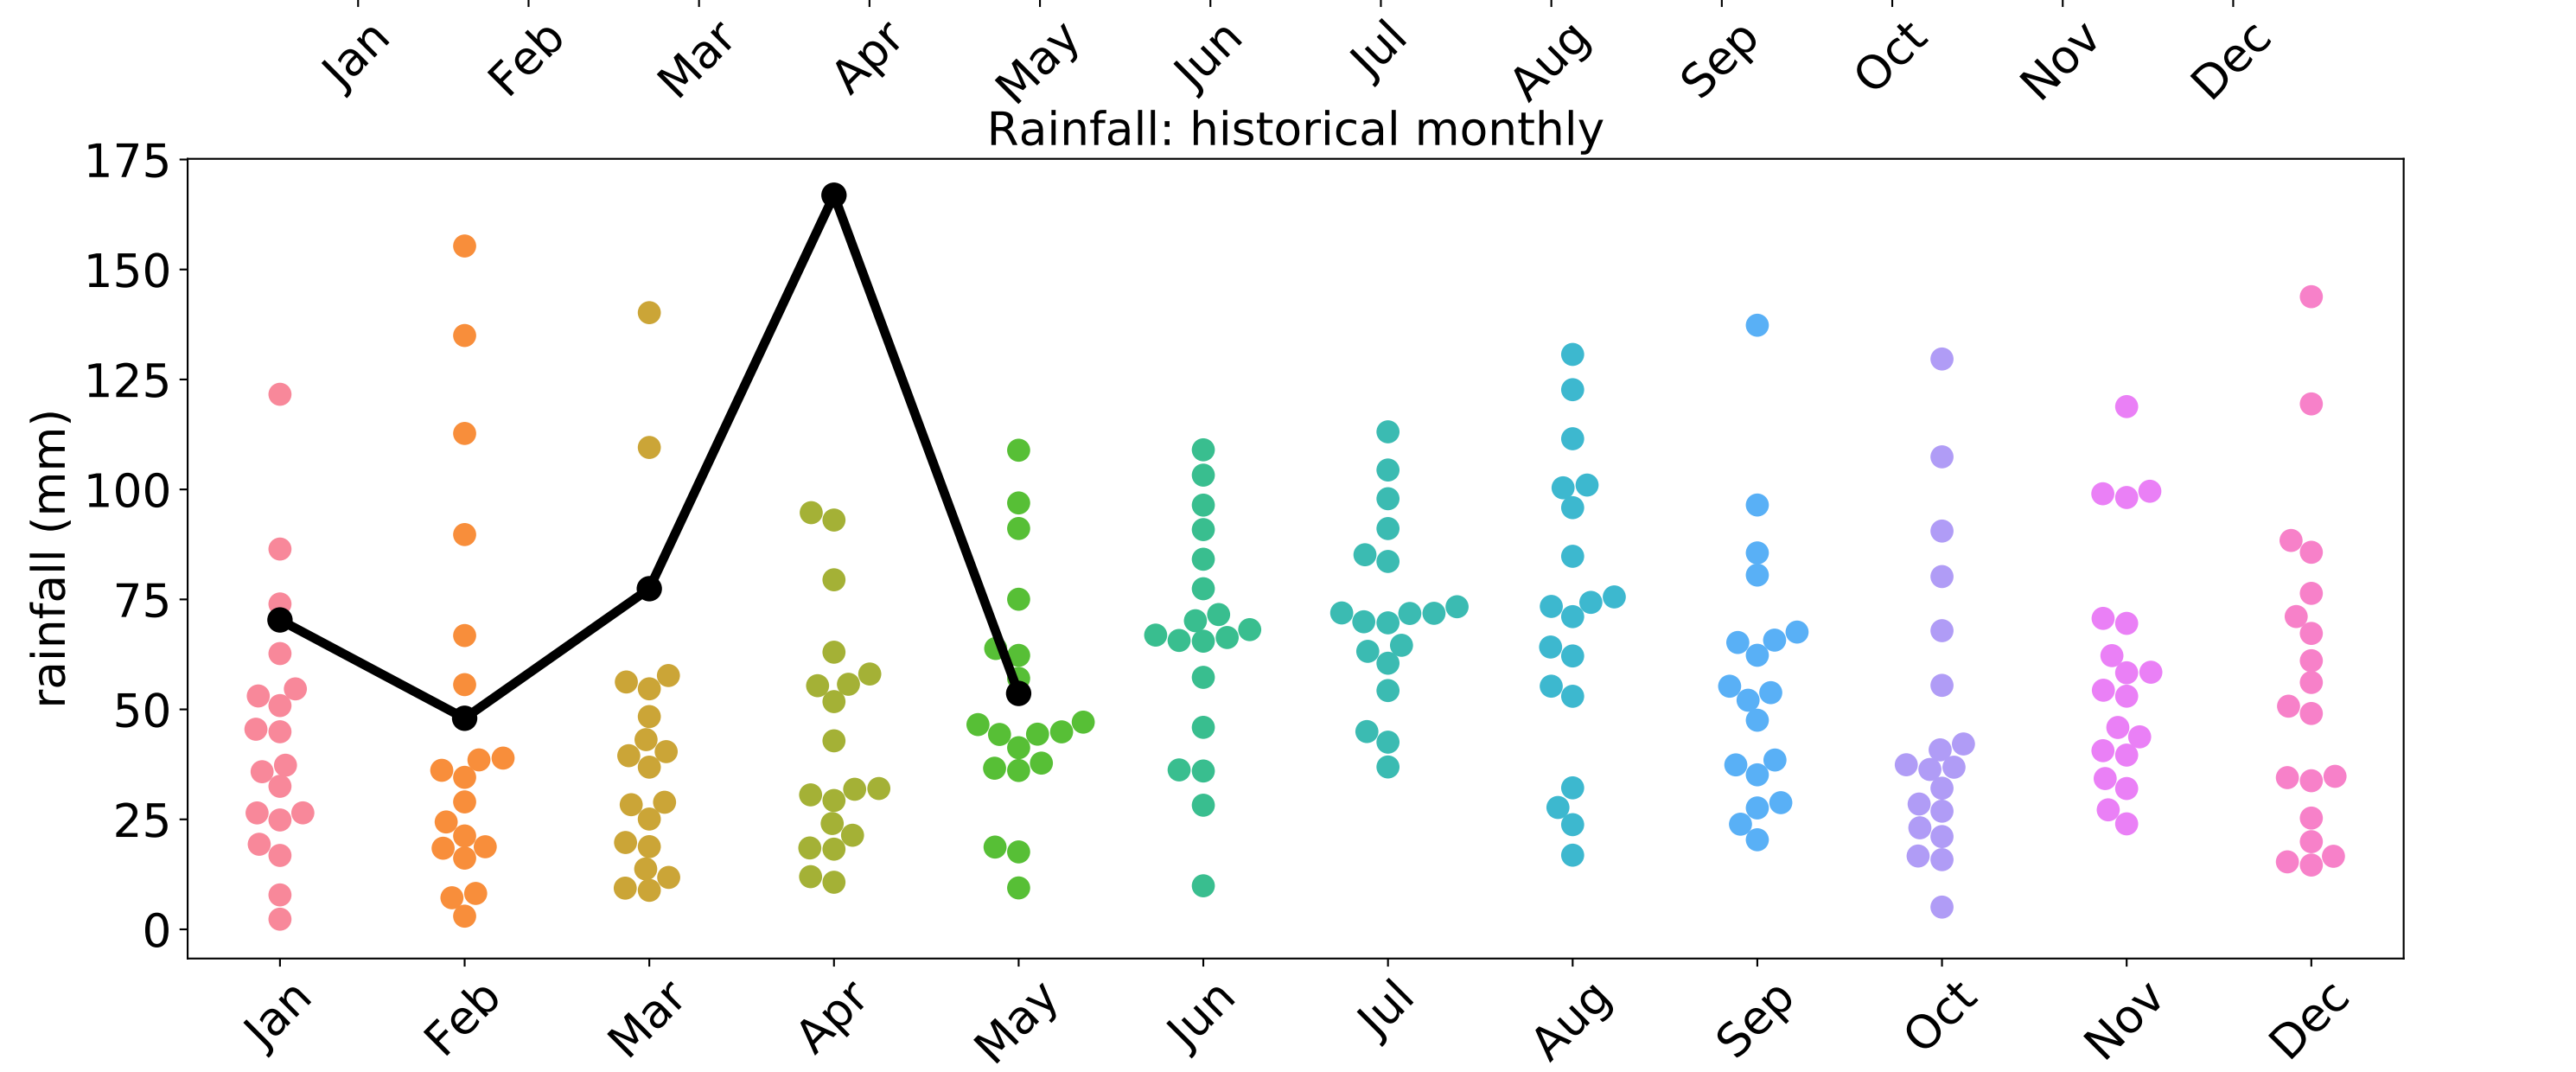 Jan Feb Mar Apr May Jun Jul Aug Sep Oct Nov Dec
Rainfall: historical monthly
175
150
125
100
75
50
25
0
rainfall (mm)
Jan Feb Mar Apr May Jun Jul Aug Sep Oct Nov Dec